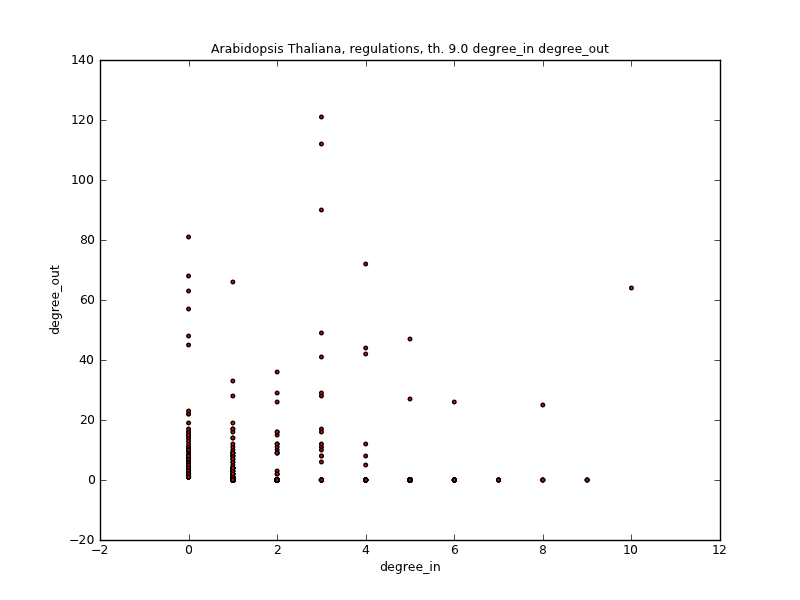 Arabidopsis Thaliana, regulations, th. 9.0 degree_in degree_out
140
120
100
80
60
40
20
0
−20
degree_out
−2 0 2 4 6 8 10 12
degree_in